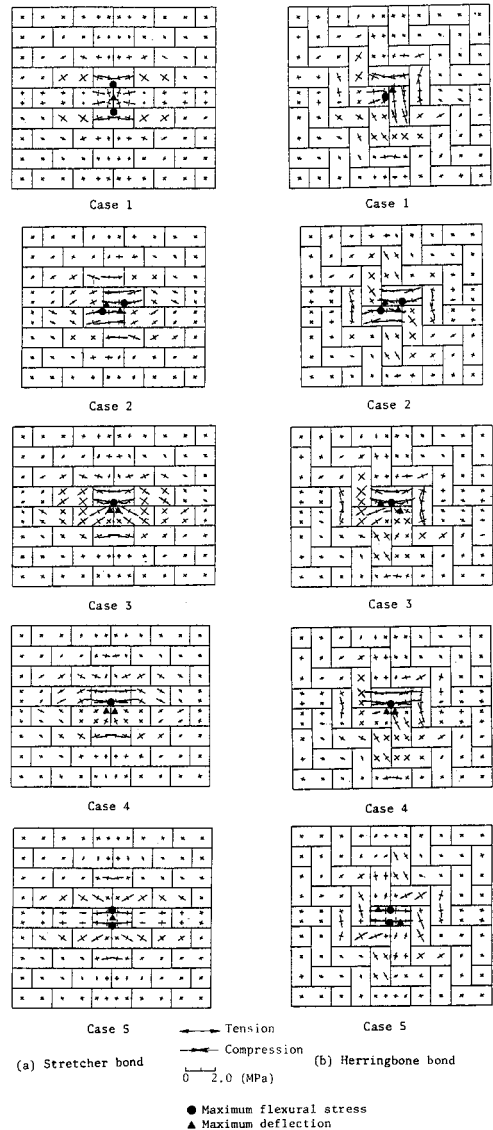 Case 1
Case 1
Case 2
Case 2
Case 3
Case 3
Case 4
Case 4
Case 5
Case 5
Tension
Compression
(a) Stretcher bond
(b) Herringbone bond
0 2.0 (MPa)
● Maximum flexural stress
▲ Maximum deflection